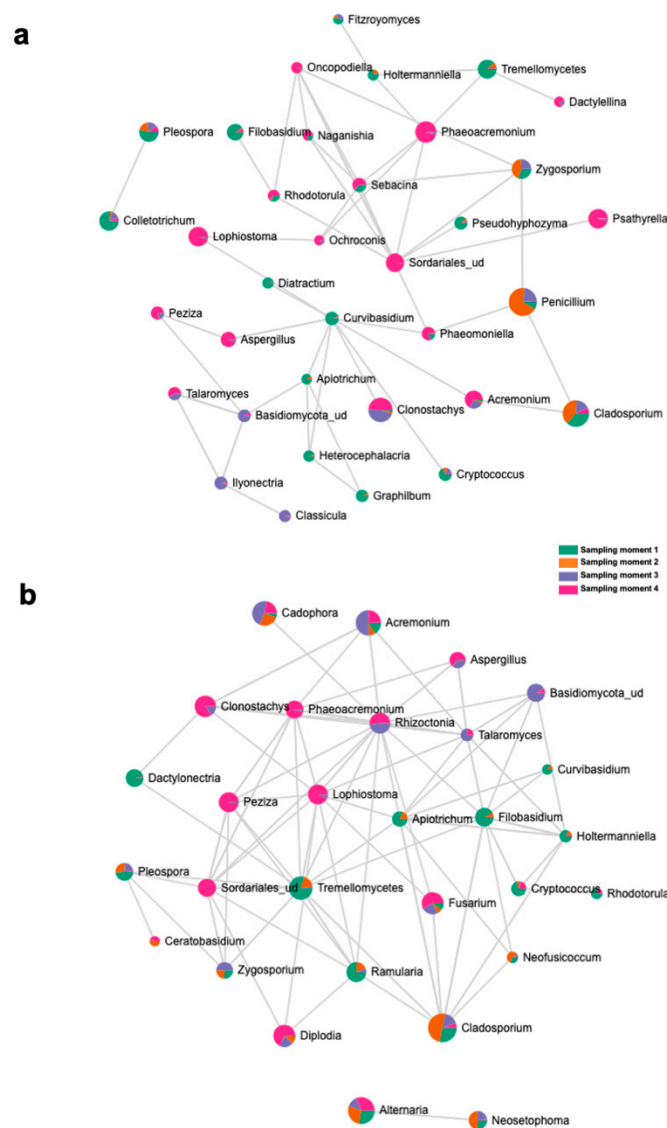 a
Fitzroyomyces
Oncopodiella
Holtermanniella
Tremellomycetes
Dactylellina
Pleospora
Filobasidium
Naganishia
Phaeoacremonium
Zygosporium
Sebacina
Rhodotorula
Colletotrichum
Lophiostoma
Ochroconis
Pseudohyphozyma
Psathyrella
Sordariales_ud
Diatractium
Penicillium
Peziza
Curvibasidium
Aspergillus
Phaeomoniella
Apiotrichum
Talaromyces
Basidiomycota_ud
Clonostachys
Acremonium
Cladosporium
Heterocephalacria
Ilyonectria
Cryptococcus
Graphilbum
Classicula
Sampling moment 1
Sampling moment 2
Sampling moment 3
Sampling moment 4
b
Cadophora
Acremonium
Aspergillus
Basidiomycota_ud
Clonostachys
Phaeoacremonium
Rhizoctonia
Talaromyces
Curvibasidium
Dactylonectria
Lophiostoma
Peziza
Apiotrichum
Filobasidium
Holtermanniella
Pleospora
Sordariales_ud
Tremellomycetes
Fusarium
Cryptococcus
Rhodotorula
Ceratobasidium
Zygosporium
Ramularia
Neofusicoccum
Diplodia
Cladosporium
Alternaria
Neosetophoma